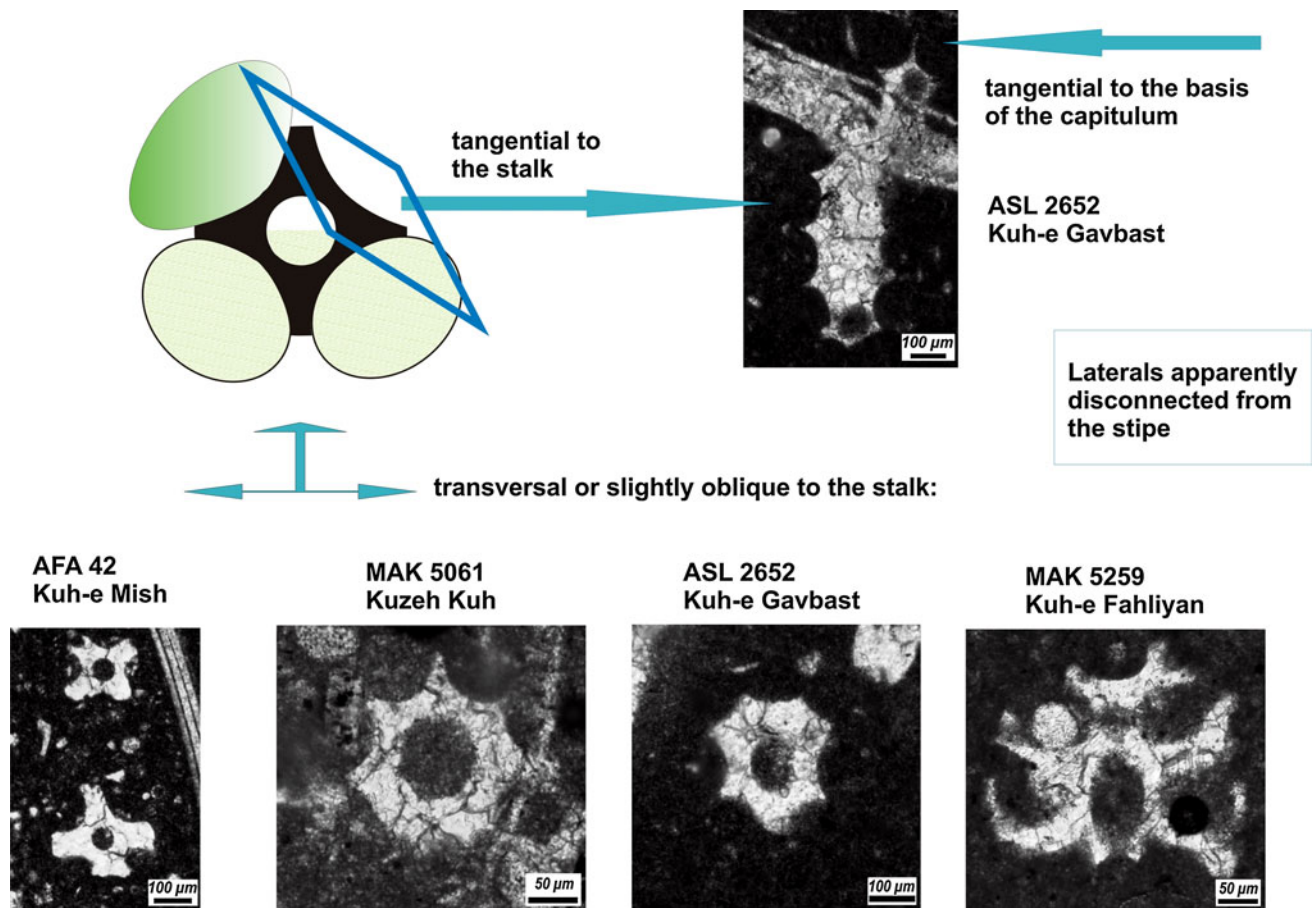 tangential to
the stalk
tangential to the basis
of the capitulum
ASL 2652
Kuh-e Gavbast
100 µm
Laterals apparently
disconnected from
the stipe
transversal or slightly oblique to the stalk:
AFA 42
Kuh-e Mish
MAK 5061
Kuzeh Kuh
ASL 2652
Kuh-e Gavbast
MAK 5259
Kuh-e Fahliyan
100 µm
50 µm
100 µm
50 µm